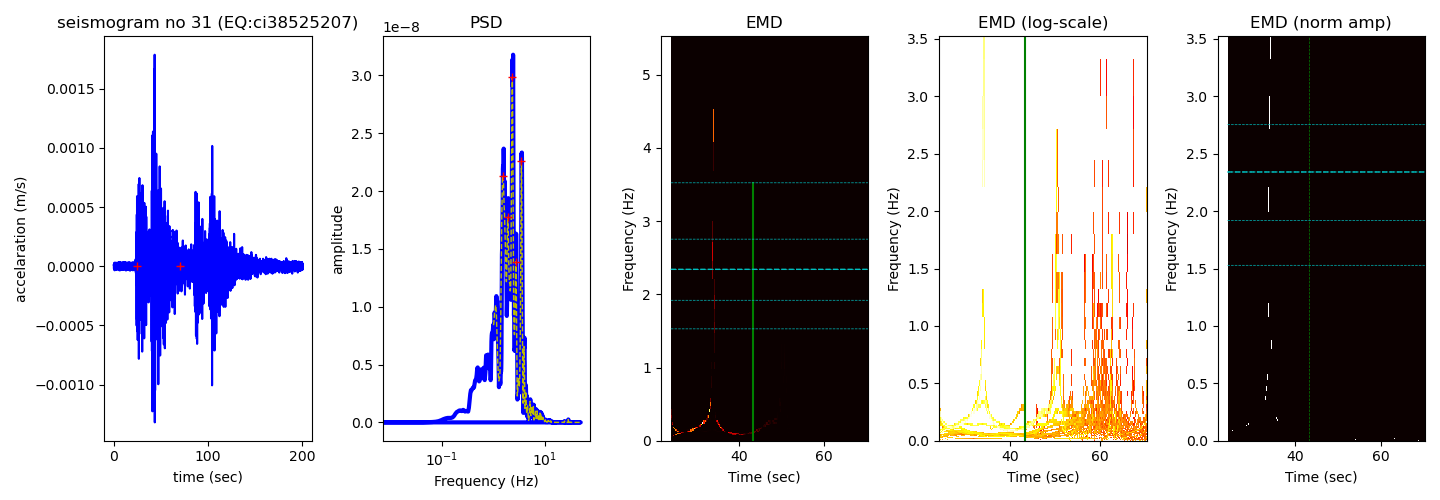 seismogram no 31 (EQ:ci38525207)
PSD
EMD
EMD (log-scale)
EMD (norm amp)
1e−8
accelaration (m/s)
0.0015
0.0010
0.0005
0.0000
−0.0005
−0.0010
0
100
200
time (sec)
amplitude
3.0
2.5
2.0
1.5
1.0
0.5
0.0
10⁻¹
10¹
Frequency (Hz)
Frequency (Hz)
5
4
3
2
1
0
40
60
Time (sec)
Frequency (Hz)
3.5
3.0
2.5
2.0
1.5
1.0
0.5
0.0
40
60
Time (sec)
Frequency (Hz)
3.5
3.0
2.5
2.0
1.5
1.0
0.5
0.0
40
60
Time (sec)